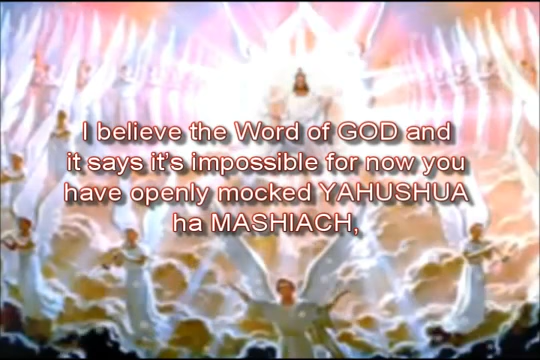 I believe the Word of GOD and
it says it's impossible for now you
have openly mocked YAHUSHUA
ha MASHIACH,